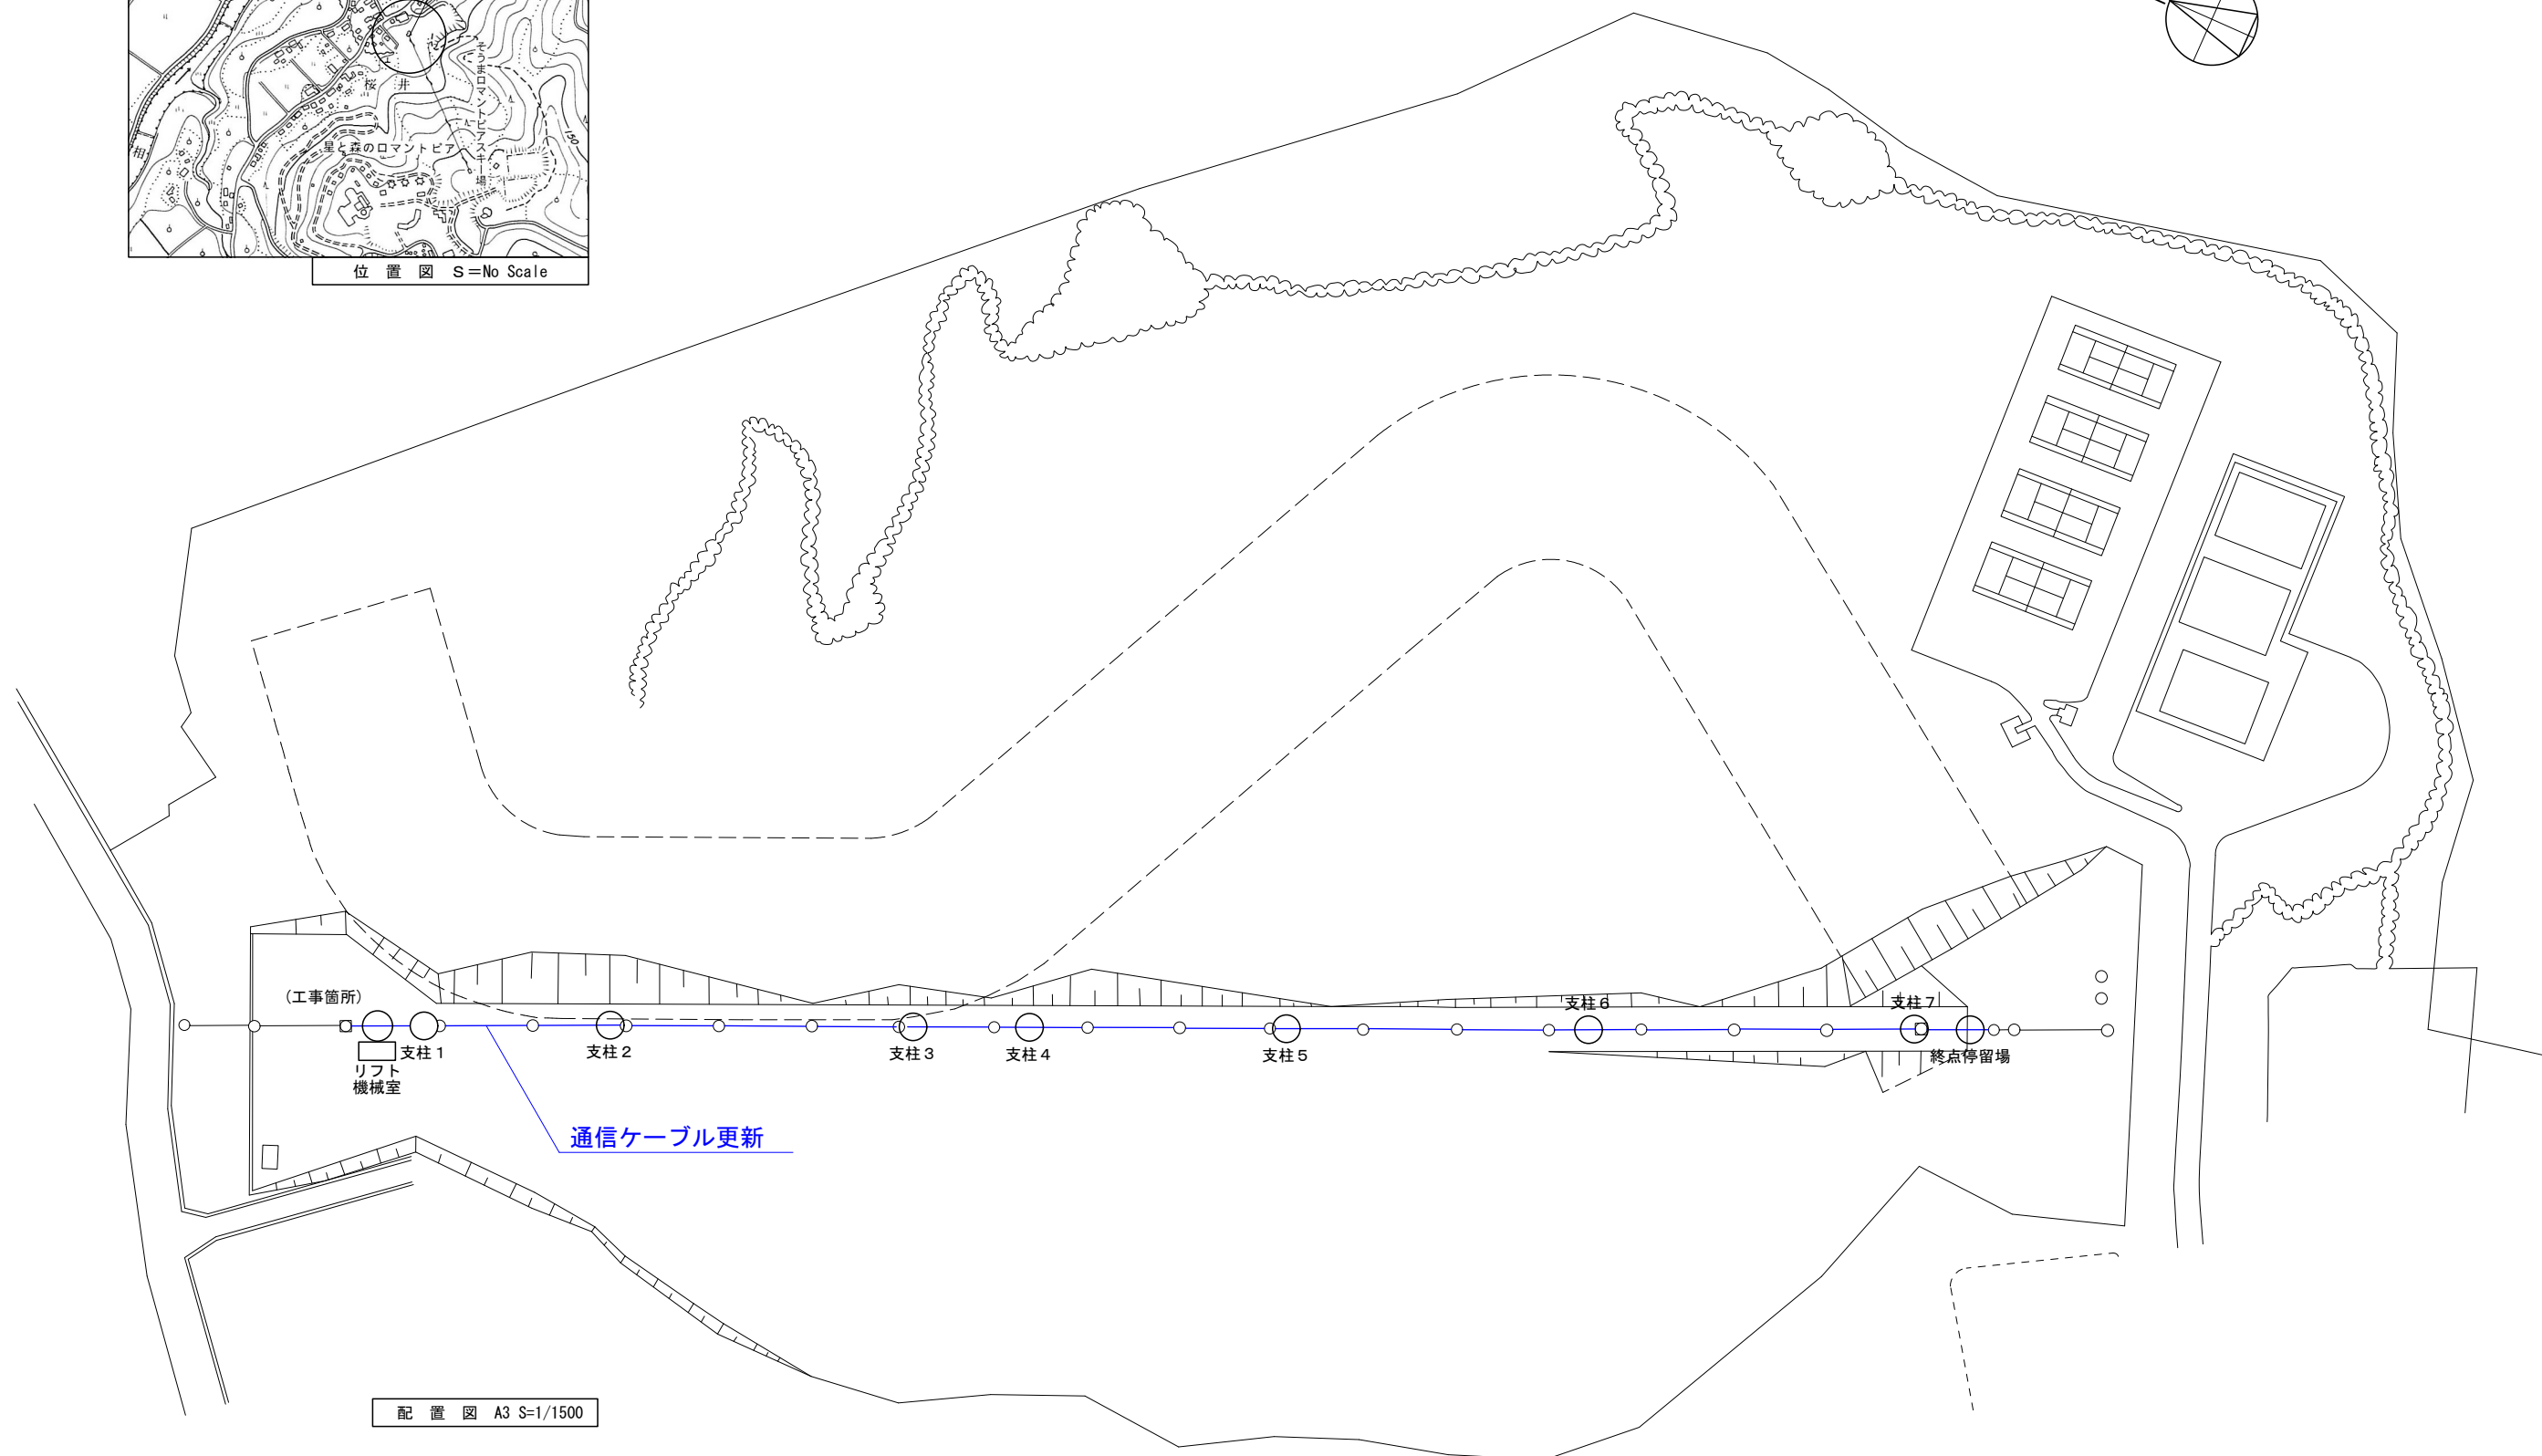 そうまロマントピアスキー場
桜井
150
星と森のロマントピア
相
位 置 図 S=No Scale
(工事箇所)
支柱6
支柱7
支柱1
支柱2
支柱3
支柱4
支柱5
終点停留場
リフト
機械室
通信ケーブル更新
配 置 図 A3 S=1/1500